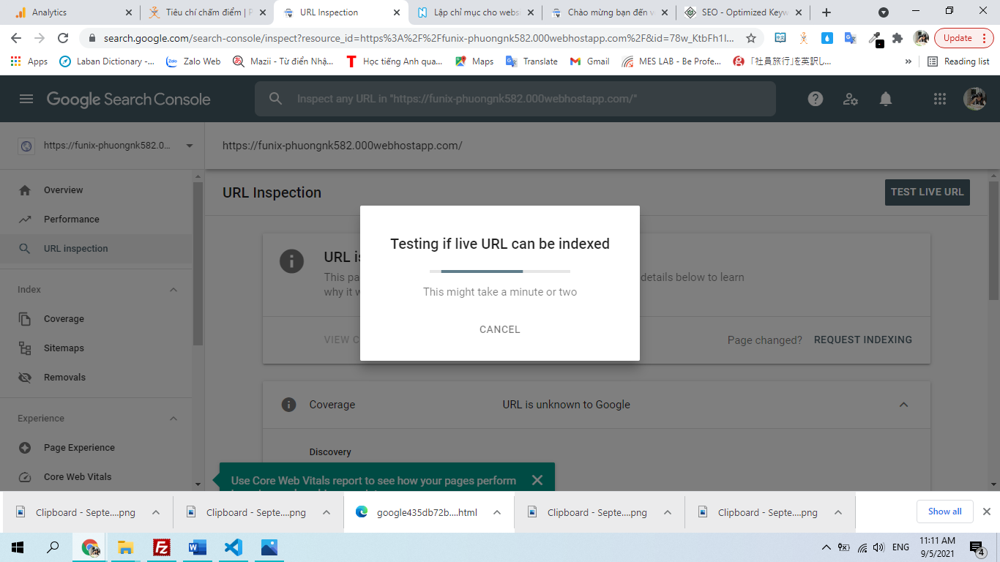 Analytics
Tiêu chí chấm điểm | P
URL Inspection
Lập chỉ mục cho webs
Chào mừng bạn đến v
SEO - Optimized Keyw
search.google.com/search-console/inspect?resource_id=https%3A%2F%2Ffunix-phuongnk582.000webhostapp.com%2F&id=78w_KtbFh1I...
Update
Apps
Laban Dictionary -...
Zalo Web
Mazii - Từ điển Nhậ...
Học tiếng Anh qua...
Maps
Translate
Gmail
MES LAB - Be Profe...
「社員旅行」を英訳し...
»
Reading list
Google Search Console
Inspect any URL in "https://funix-phuongnk582.000webhostapp.com/"
https://funix-phuongnk582.0...
https://funix-phuongnk582.000webhostapp.com/
Overview
Performance
URL inspection
Index
Coverage
Sitemaps
Removals
Experience
Page Experience
Core Web Vitals
URL Inspection
TEST LIVE URL
URL is
This pa
details below to learn
why it w
VIEW C
Page changed?
REQUEST INDEXING
Testing if live URL can be indexed
This might take a minute or two
CANCEL
Coverage
URL is unknown to Google
Discovery
Use Core Web Vitals report to see how your pages perform
Clipboard - Septe....png
Clipboard - Septe....png
google435db72b....html
Clipboard - Septe....png
Clipboard - Septe....png
Show all
ENG
11:11 AM
9/5/2021
4